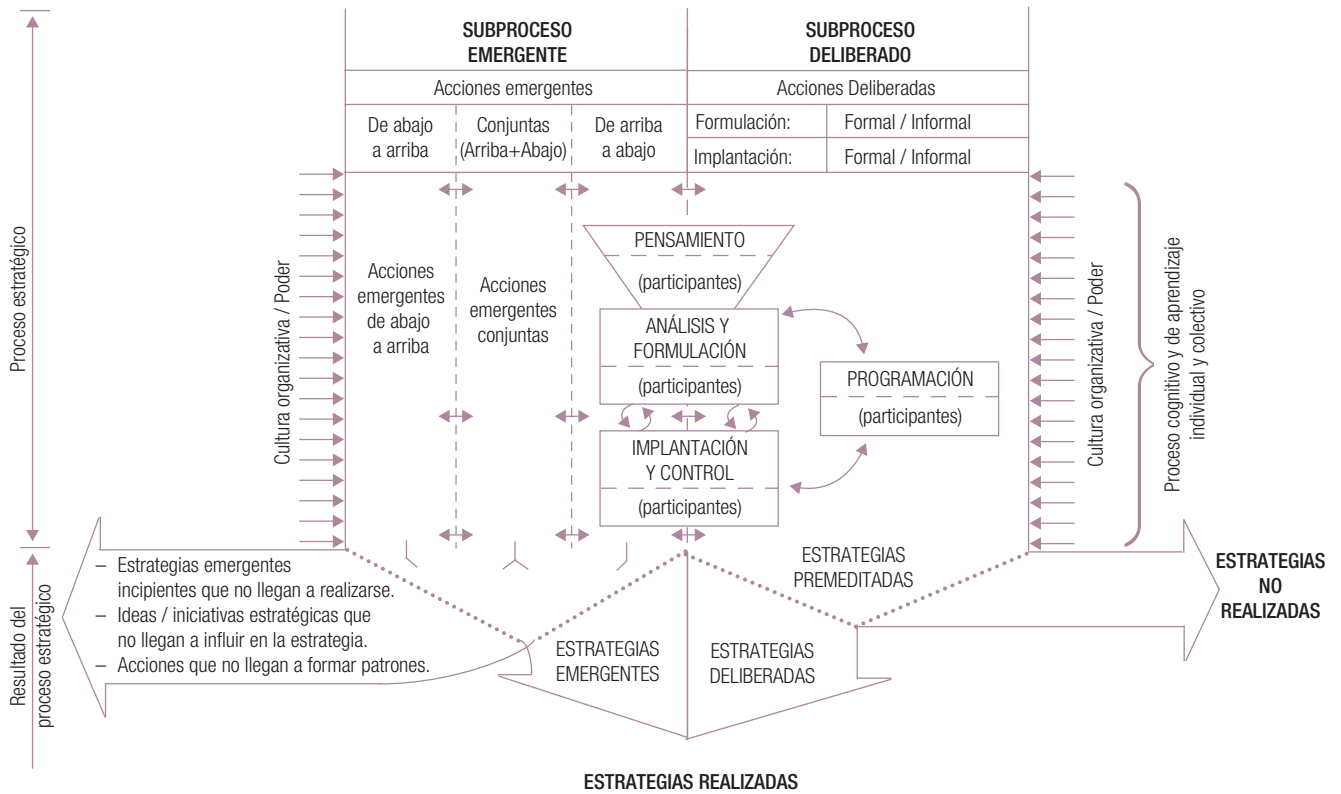 SUBPROCESO
EMERGENTE
SUBPROCESO
DELIBERADO
Acciones emergentes
Acciones Deliberadas
De abajo
a arriba
Conjuntas
(Arriba+Abajo)
De arriba
a abajo
Formulación:
Formal / Informal
Implantación:
Formal / Informal
Proceso estratégico
Cultura organizativa / Poder
Acciones
emergentes
de abajo
a arriba
Acciones
emergentes
conjuntas
PENSAMIENTO
(participantes)
ANÁLISIS Y
FORMULACIÓN
(participantes)
IMPLANTACIÓN
Y CONTROL
(participantes)
PROGRAMACIÓN
(participantes)
Cultura organizativa / Poder
Proceso cognitivo y de aprendizaje
individual y colectivo
Resultado del
proceso estratégico
– Estrategias emergentes
incipientes que no llegan a realizarse.
– Ideas / iniciativas estratégicas que
no llegan a influir en la estrategia.
– Acciones que no llegan a formar patrones.
ESTRATEGIAS
PREMEDITADAS
ESTRATEGIAS
NO
REALIZADAS
ESTRATEGIAS
EMERGENTES
ESTRATEGIAS
DELIBERADAS
ESTRATEGIAS REALIZADAS